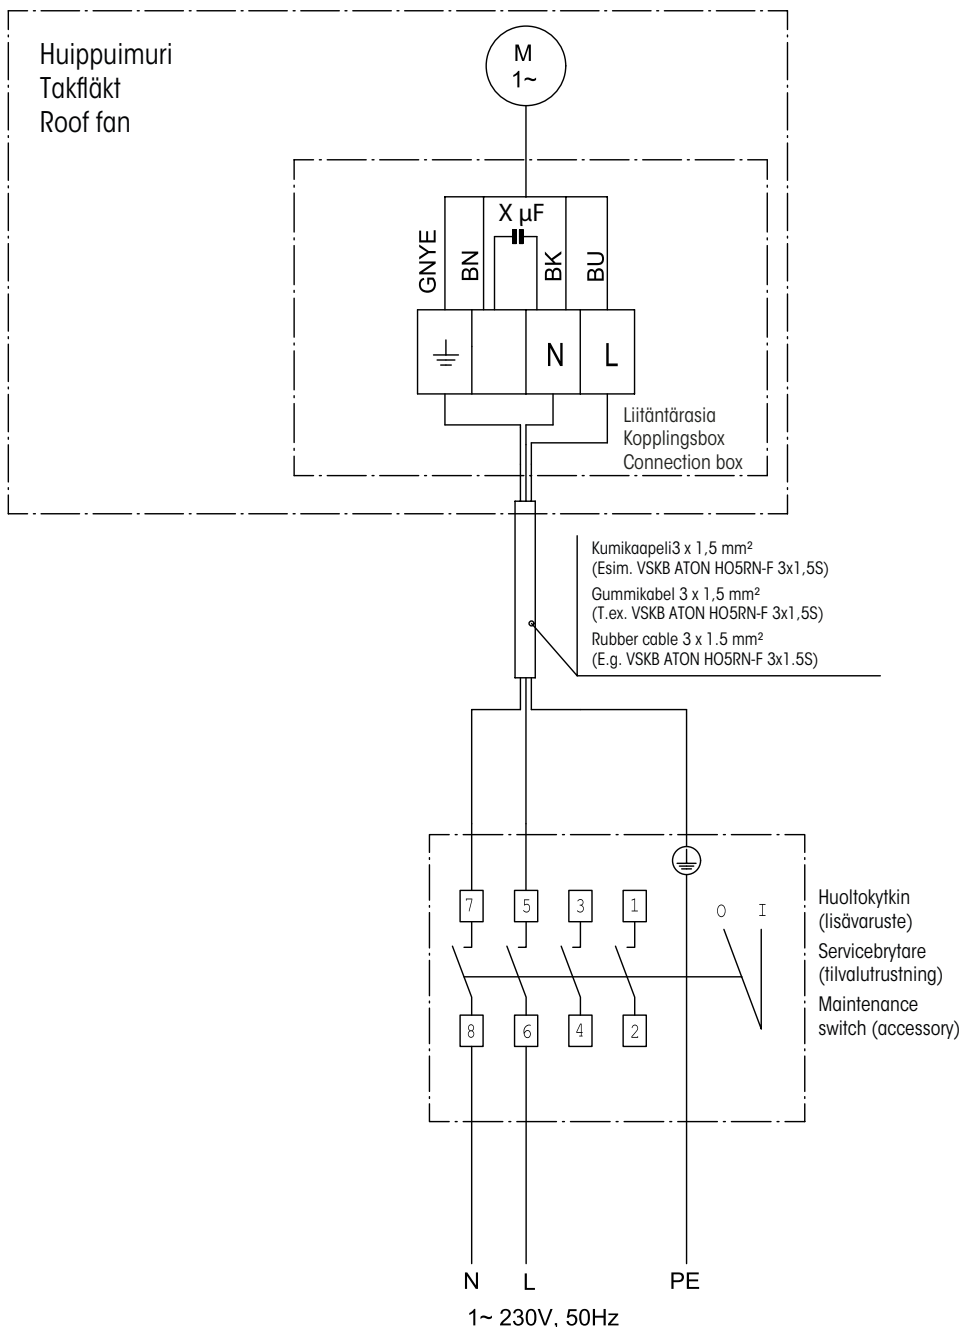 Huippuimuri
Takfläkt
Roof fan
M
1~
X µF
GNYE
BN
BK
BU
N
L
Liitäntärasia
Kopplingsbox
Connection box
Kumikaapeli3 x 1,5 mm²
(Esim. VSKB ATON HO5RN-F 3x1,5S)
Gummikabel 3 x 1,5 mm²
(T.ex. VSKB ATON HO5RN-F 3x1,5S)
Rubber cable 3 x 1.5 mm²
(E.g. VSKB ATON HO5RN-F 3x1.5S)
7 5 3 1 O I
8 6 4 2
Huoltokytkin
(lisävaruste)
Servicebrytare
(tilvalutrustning)
Maintenance
switch (accessory)
N L PE
1~ 230V, 50Hz